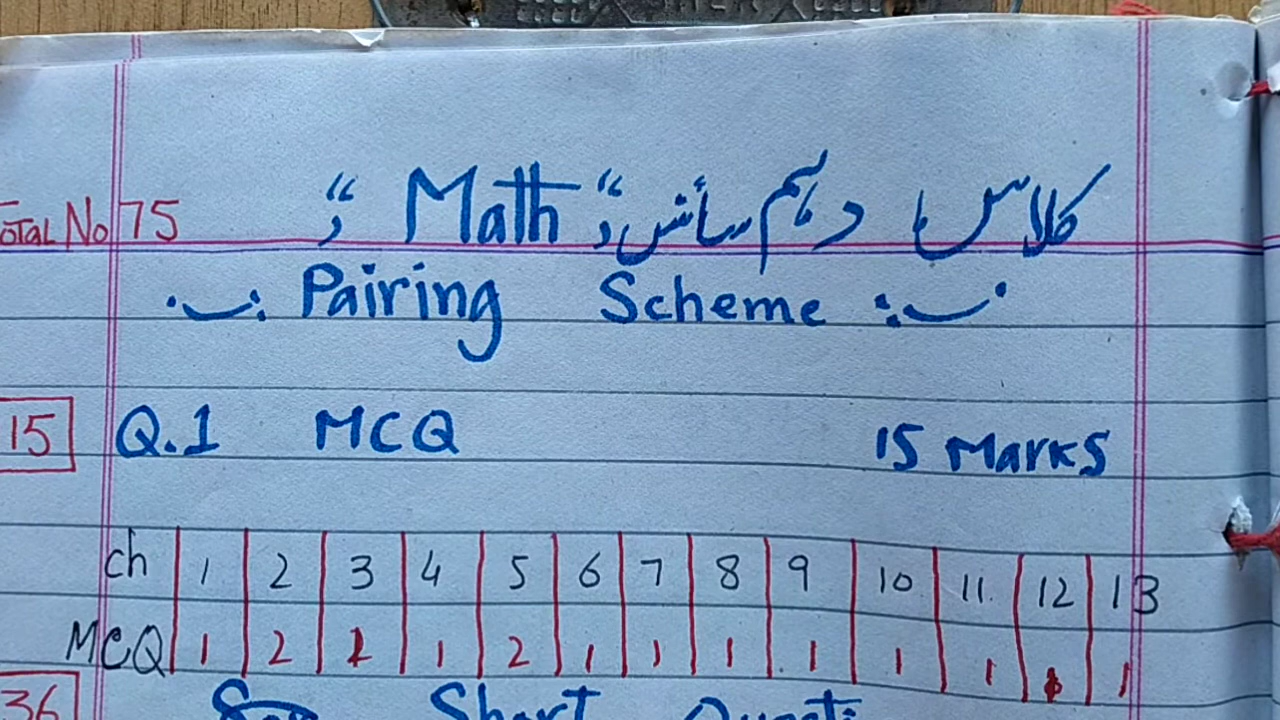 Total No 75 کلاس دہم سائنس "Math"
Pairing Scheme
15 Q.1 MCQ 15 Marks
ch 1 2 3 4 5 6 7 8 9 10 11 12 13
MCQ 1 2 1 1 2 1 1 1 1 1 1 1 1
36 Short